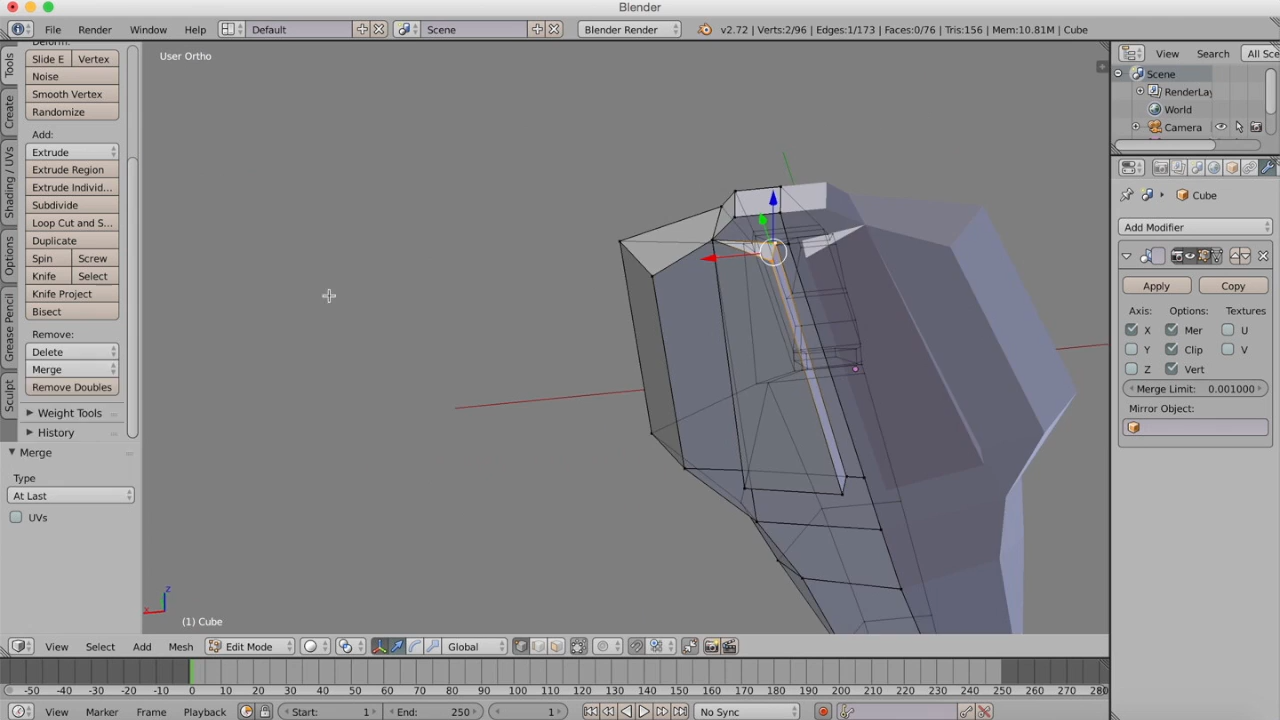 Blender
File Render Window Help Default Scene Blender Render v2.72 | Verts:2/96 | Edges:1/173 | Faces:0/76 | Tris:156 | Mem:10.81M | Cube
User Ortho
Tools
Create
Shading / UVs
Options
Grease Pencil
Sculpt
Deform:
Slide E Vertex
Noise
Smooth Vertex
Randomize
Add:
Extrude
Extrude Region
Extrude Individ...
Subdivide
Loop Cut and S...
Duplicate
Spin Screw
Knife Select
Knife Project
Bisect
Remove:
Delete
Merge
Remove Doubles
Weight Tools
History
Merge
Type
At Last
UVs
z
x
(1) Cube
View Search All Sce
Scene
RenderLay
World
Camera
Cube
Add Modifier
Apply Copy
Axis: Options: Textures
X Mer U
Y Clip V
Z Vert
Merge Limit: 0.001000
Mirror Object:
View Select Add Mesh Edit Mode Global
-50 -40 -30 -20 -10 0 10 20 30 40 50 60 70 80 90 100 110 120 130 140 150 160 170 180 190 200 210 220 230 240 250 260 270 280
View Marker Frame Playback Start: 1 End: 250 1 No Sync